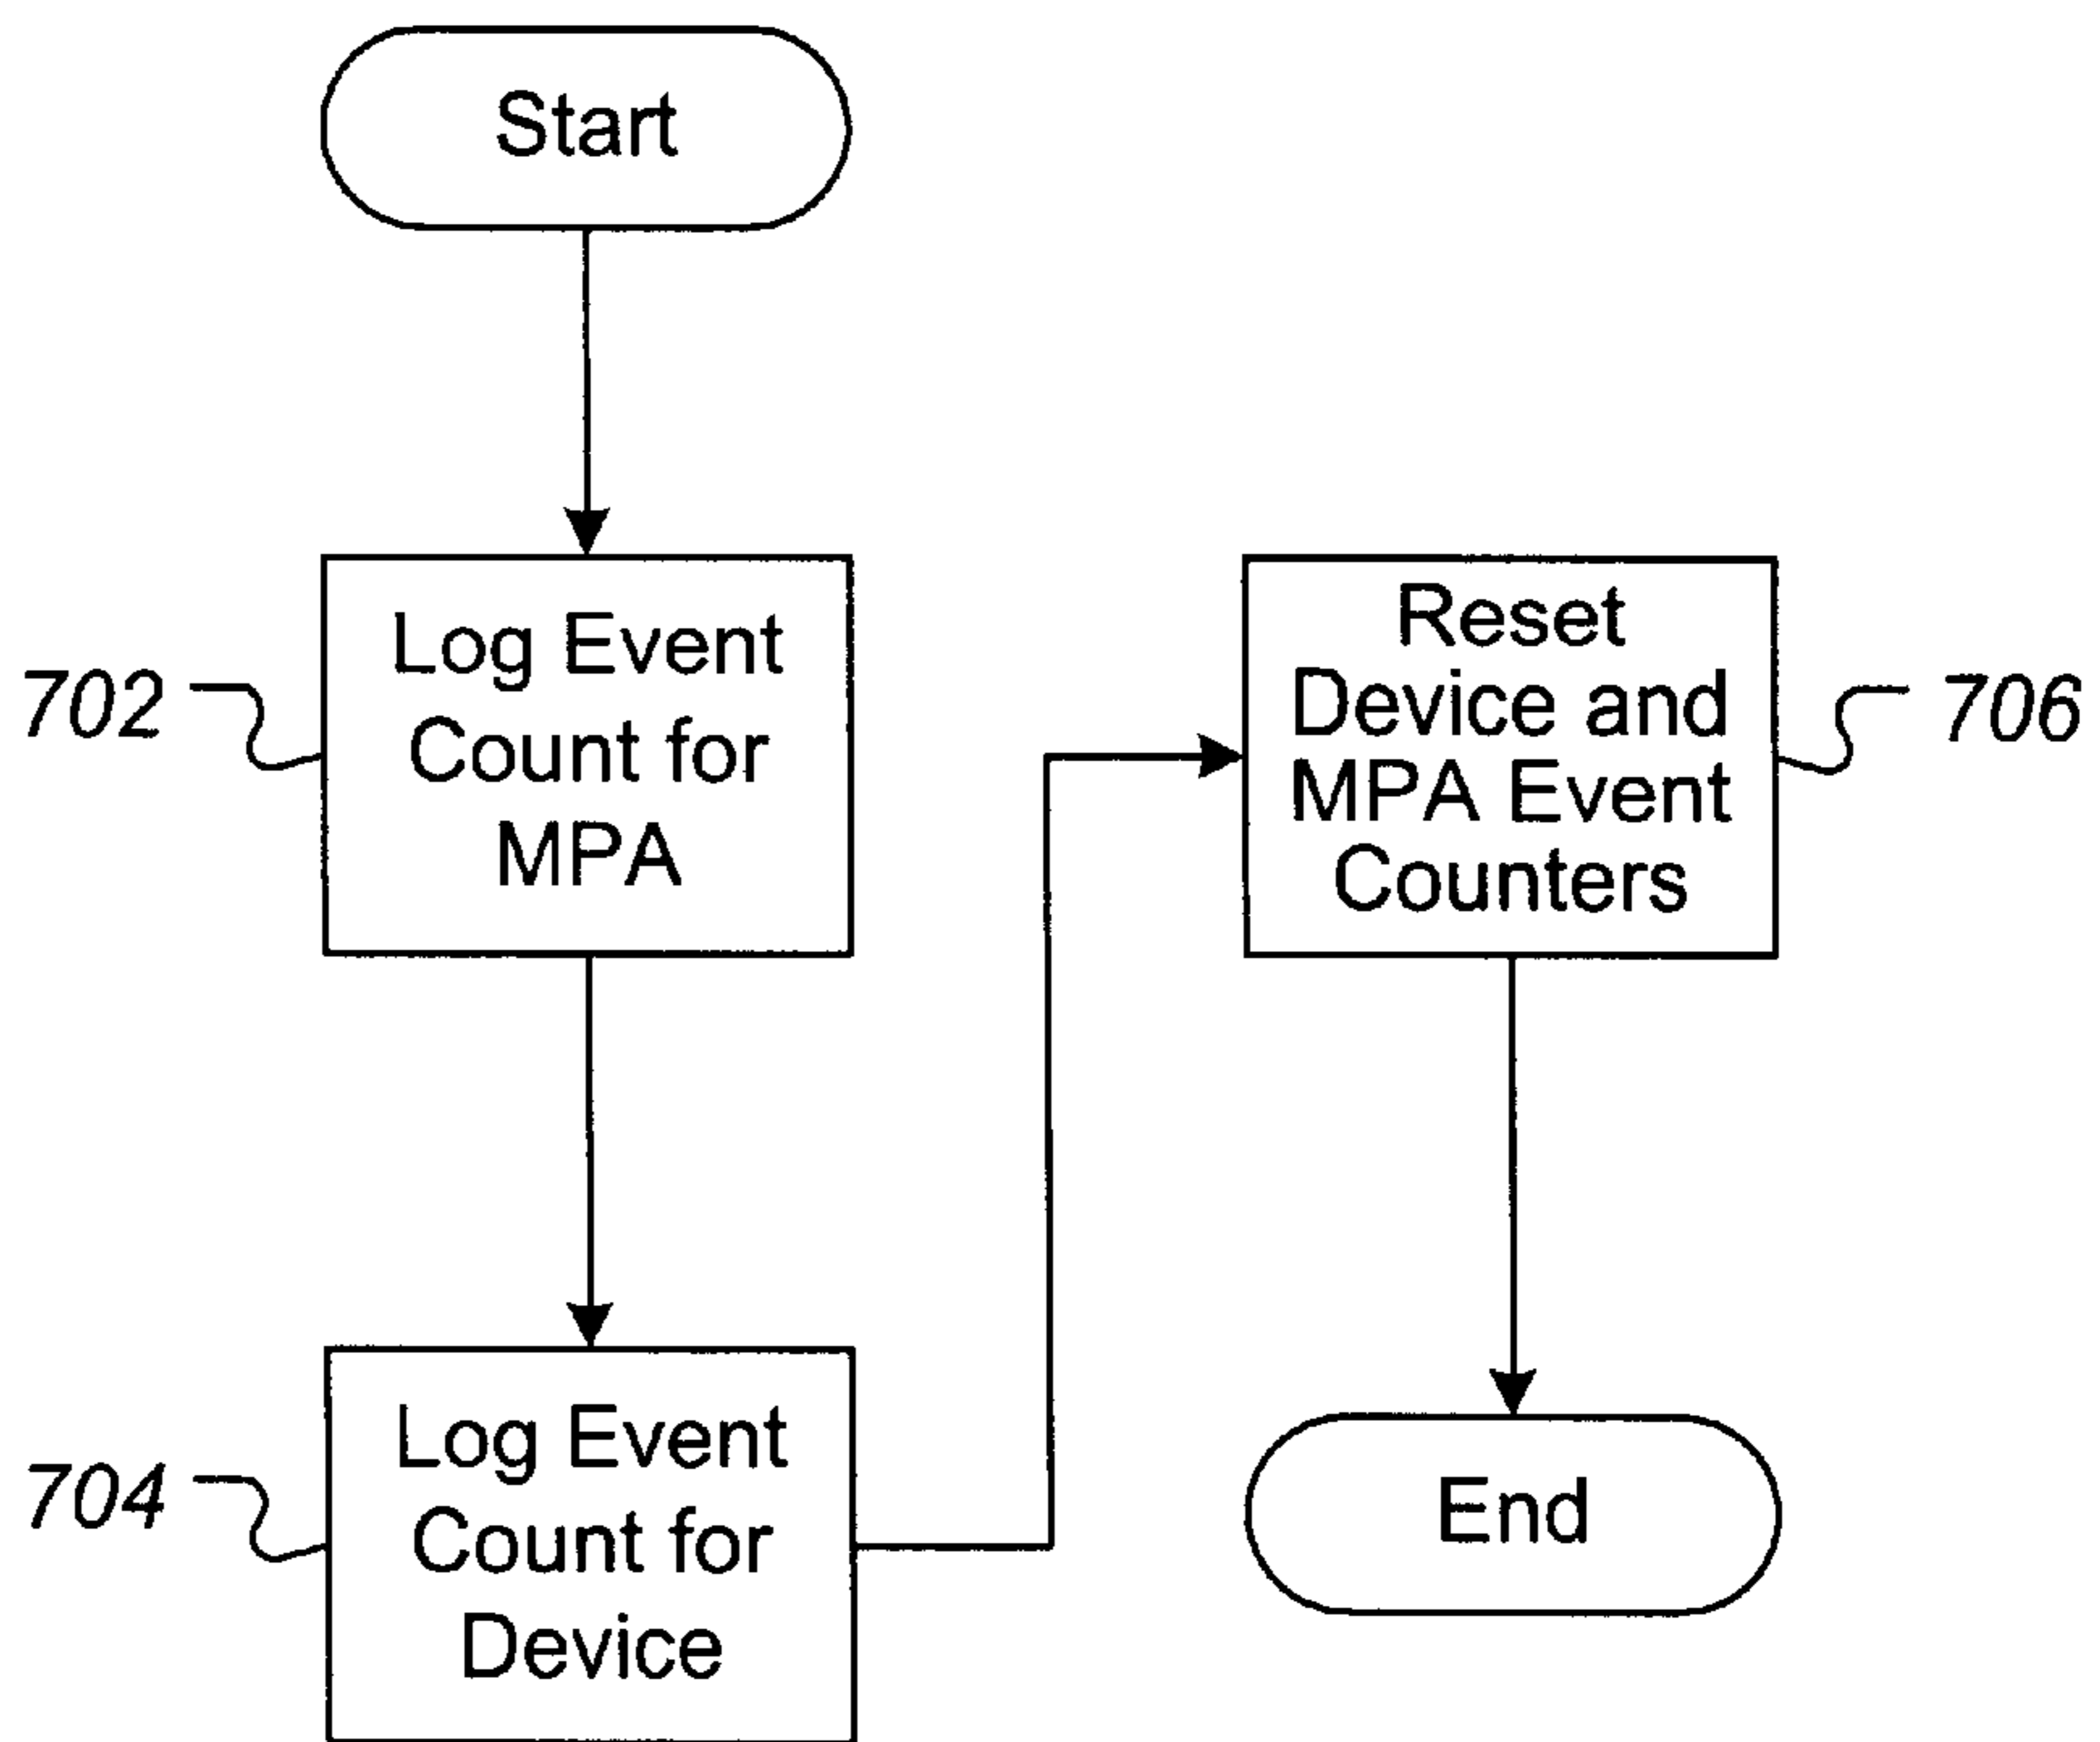 Start
702
Log Event
Count for
MPA
704
Log Event
Count for
Device
Reset
Device and
MPA Event
Counters
706
End